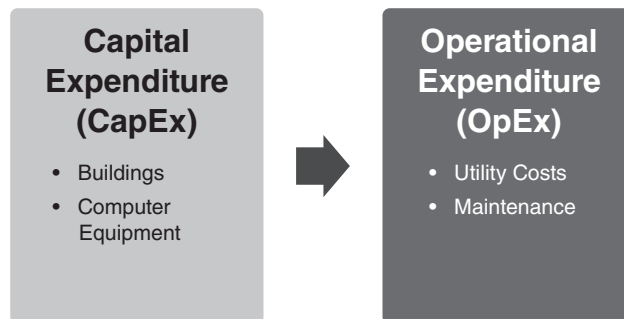 Capital
Expenditure
(CapEx)
• Buildings
• Computer
Equipment
Operational
Expenditure
(OpEx)
• Utility Costs
• Maintenance